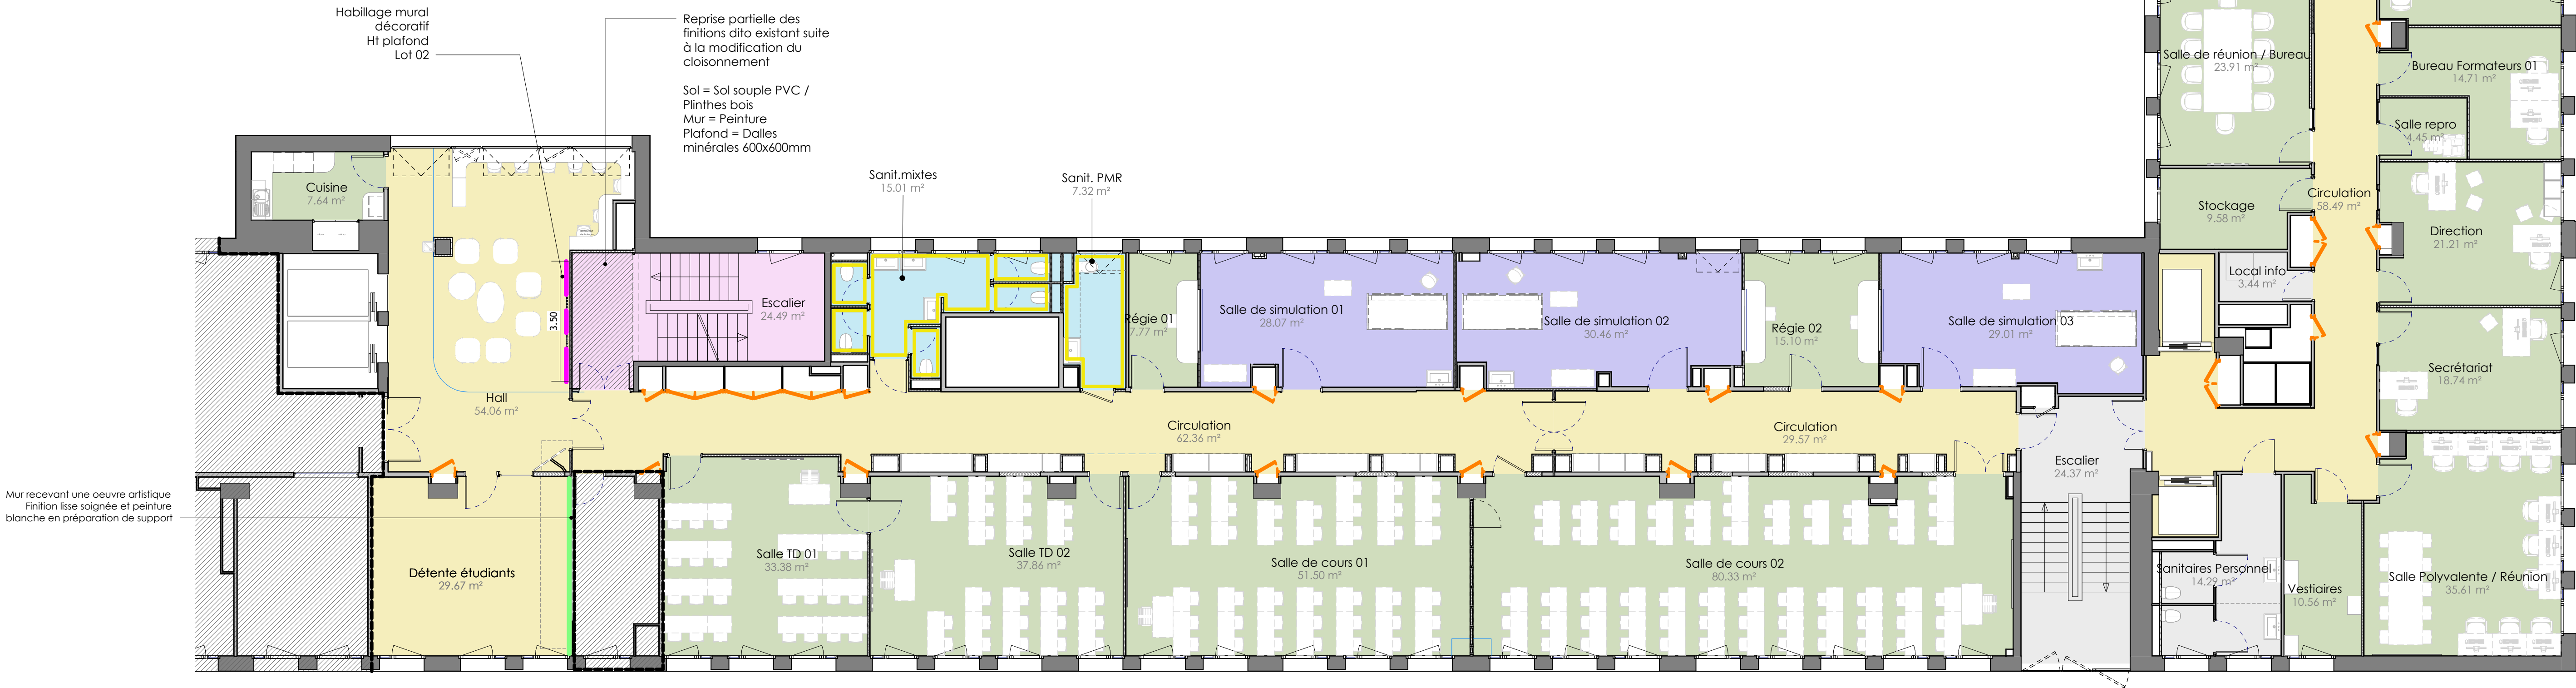 Habillage mural
décoratif
Ht plafond
Lot 02
Reprise partielle des
finitions dito existant suite
à la modification du
cloisonnement
Sol = Sol souple PVC /
Plinthes bois
Mur = Peinture
Plafond = Dalles
minérales 600x600mm
Salle de réunion / Bureau
23.91 m²
Bureau Formateurs 01
14.71 m²
Salle repro
4.45 m²
Cuisine
7.64 m²
Sanit.mixtes
15.01 m²
Sanit. PMR
7.32 m²
Circulation
58.49 m²
Stockage
9.58 m²
Direction
21.21 m²
Local info
3.44 m²
Escalier
24.49 m²
3.50
Régie 01
7.77 m²
Salle de simulation 01
28.07 m²
Salle de simulation 02
30.46 m²
Régie 02
15.10 m²
Salle de simulation 03
29.01 m²
Secrétariat
18.74 m²
Hall
54.06 m²
Circulation
62.36 m²
Circulation
29.57 m²
Escalier
24.37 m²
Mur recevant une oeuvre artistique
Finition lisse soignée et peinture
blanche en préparation de support
Détente étudiants
29.67 m²
Salle TD 01
33.38 m²
Salle TD 02
37.86 m²
Salle de cours 01
51.50 m²
Salle de cours 02
80.33 m²
Sanitaires Personnel
14.29 m²
Vestiaires
10.56 m²
Salle Polyvalente / Réunion
35.61 m²